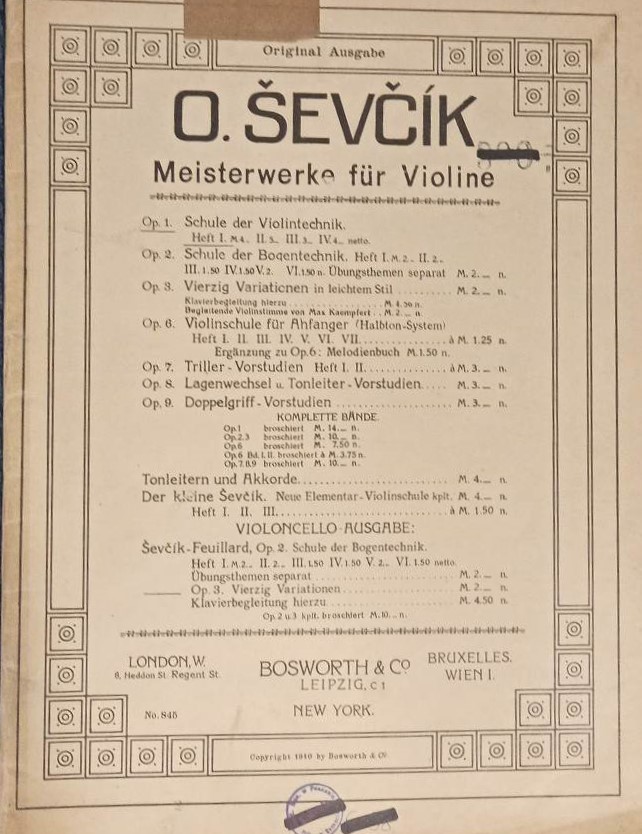 Original Ausgabe
O. ŠEVČÍK
Meisterwerke für Violine
Op. 1. Schule der Violintechnik.
Heft I. M.4.. II.3.. III.3.. IV.4.. netto.
Op. 2. Schule der Bogentechnik. Heft I. M.2.. II.2..
III.1.50 IV.1.50 V.2. VI.1.50 n. Übungsthemen separat M.2.— n.
Op. 3. Vierzig Variationen in leichtem Stil M.2.— n.
Klavierbegleitung hierzu M.4.50 n.
Begleitende Violinstimme von Max Kaempfert M.2.— n.
Op. 6. Violinschule für Anfänger (Halbton-System)
Heft I. II. III. IV. V. VI. VII. à M.1.25 n.
Ergänzung zu Op.6: Melodienbuch M.1.50 n.
Op. 7. Triller-Vorstudien Heft I. II. à M.3.— n.
Op. 8. Lagenwechsel u. Tonleiter-Vorstudien M.3.— n.
Op. 9. Doppelgriff-Vorstudien M.3.— n.
KOMPLETTE BÄNDE.
Op.1 broschiert M.14.— n.
Op.2.3 broschiert M.10.— n.
Op.6 broschiert M.7.50 n.
Op.6 Bd.I.II. broschiert à M.3.75 n.
Op.7.8.9 broschiert M.10.— n.
Tonleitern und Akkorde M.4.— n.
Der kleine Ševčík. Neue Elementar-Violinschule kplt. M.4.— n.
Heft I. II. III. à M.1.50 n.
VIOLONCELLO-AUSGABE:
Ševčík-Feuillard, Op.2. Schule der Bogentechnik.
Heft I.M.2.. II.2.. III.1.50 IV.1.50 V.2.. VI.1.50 netto.
Übungsthemen separat M.2.— n.
Op.3. Vierzig Variationen M.2.— n.
Klavierbegleitung hierzu M.4.50 n.
Op.2 u.3 kplt. broschiert M.10.— n.
LONDON,W.
8, Heddon St. Regent St.
BOSWORTH & Cº
LEIPZIG, C 1
BRUXELLES.
WIEN I.
No. 845
NEW YORK.
Copyright 1910 by Bosworth & Cº